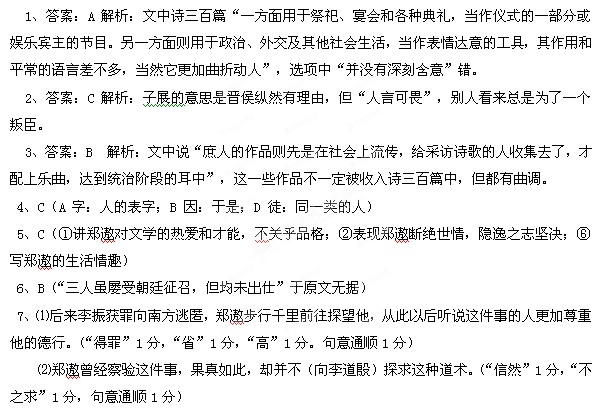 1、答案：A 解析：文中诗三百篇“一方面用于祭祀、宴会和各种典礼，当作仪式的一部分或
娱乐宾主的节目。另一方面则用于政治、外交及其他社会生活，当作表情达意的工具，其作用和
平常的语言差不多，当然它更加曲折动人”，选项中“并没有深刻含意”错。
2、答案：C 解析：子展的意思是晋侯纵然有理由，但“人言可畏”，别人看来总是为了一个
叛臣。
3、答案：B 解析：文中说“庶人的作品则先是在社会上流传，给采访诗歌的人收集去了，才
配上乐曲，达到统治阶段的耳中”，这一些作品不一定被收入诗三百篇中，但都有曲调。
4、C（A 字：人的表字；B 因：于是；D 徒：同一类的人）
5、C（①讲郑遨对文学的热爱和才能，不关乎品格；②表现郑遨断绝世情，隐逸之志坚决；⑥
写郑遨的生活情趣）
6、B（“三人虽屡受朝廷征召，但均未出仕”于原文无据）
7、⑴后来李振获罪向南方逃匿，郑遨步行千里前往探望他，从此以后听说这件事的人更加尊重
他的德行。（“得罪”1 分，“省”1 分，“高”1 分。句意通顺 1 分）
⑵郑遨曾经察验这件事，果真如此，却并不（向李道殷）探求这种道术。（“信然”1 分，“不
之求”1 分，句意通顺 1 分）